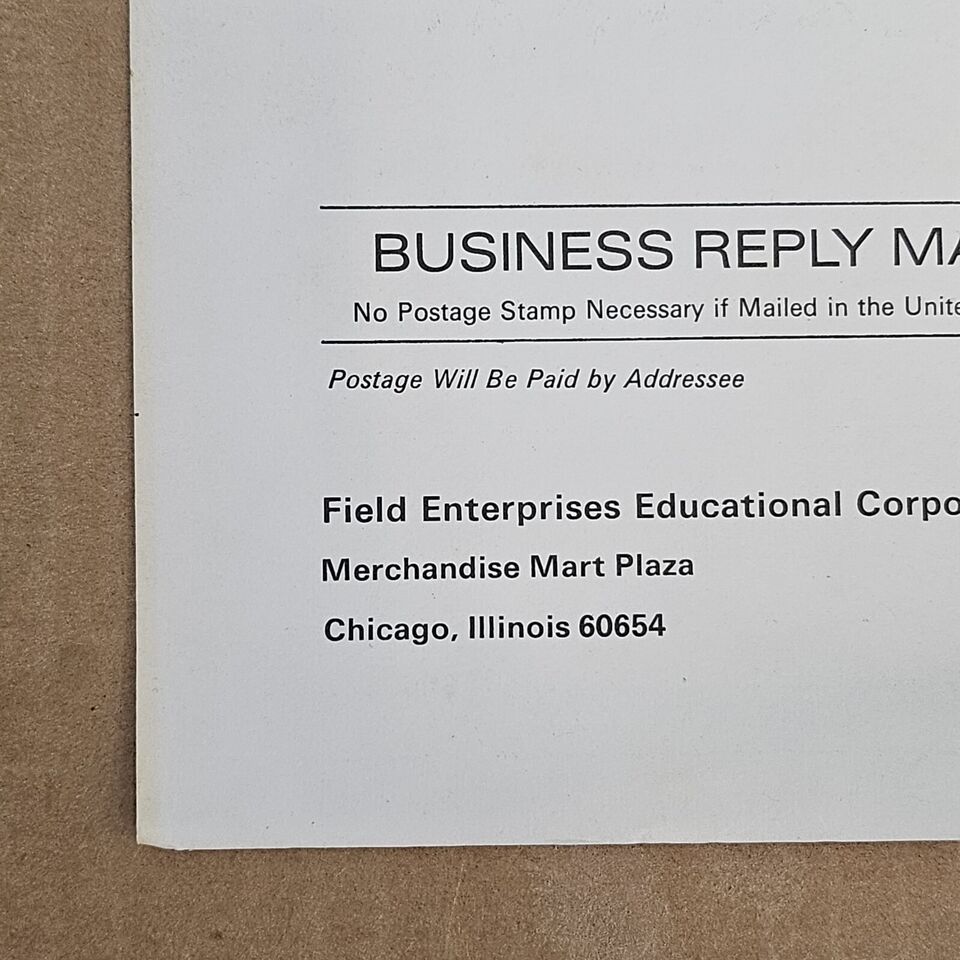 BUSINESS REPLY MA
No Postage Stamp Necessary if Mailed in the Unite
Postage Will Be Paid by Addressee
Field Enterprises Educational Corpo
Merchandise Mart Plaza
Chicago, Illinois 60654